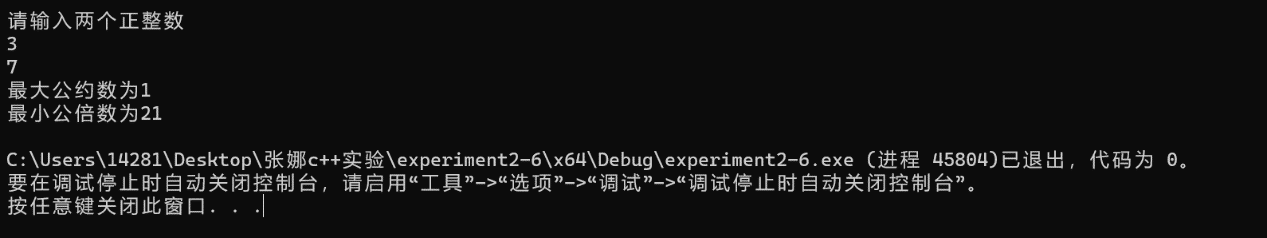 请输入两个正整数
3
7
最大公约数为1
最小公倍数为21
C:\Users\14281\Desktop\张娜c++实验\experiment2-6\x64\Debug\experiment2-6.exe (进程 45804)已退出，代码为 0。
要在调试停止时自动关闭控制台，请启用“工具”->“选项”->“调试”->“调试停止时自动关闭控制台”。
按任意键关闭此窗口. . .